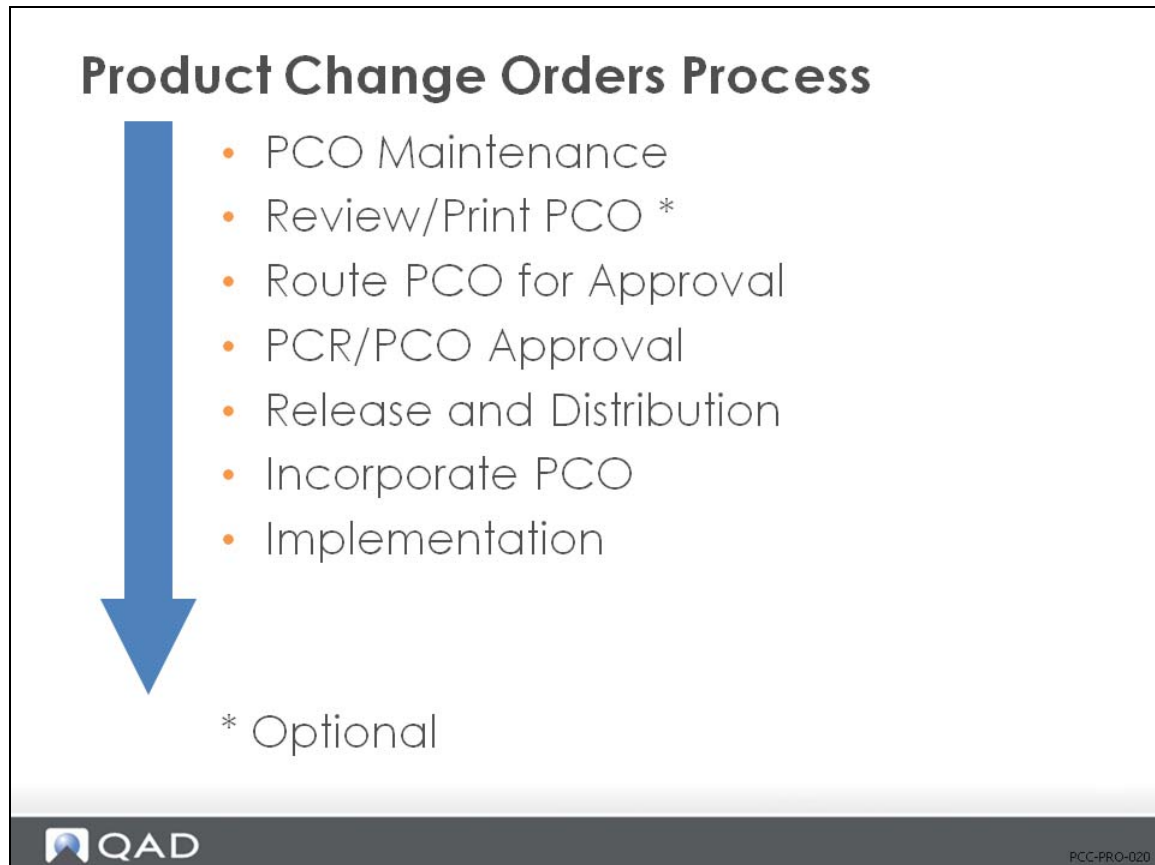 Product Change Orders Process
• PCO Maintenance
• Review/Print PCO *
• Route PCO for Approval
• PCR/PCO Approval
• Release and Distribution
• Incorporate PCO
• Implementation
* Optional
QAD
PCC-PRO-020